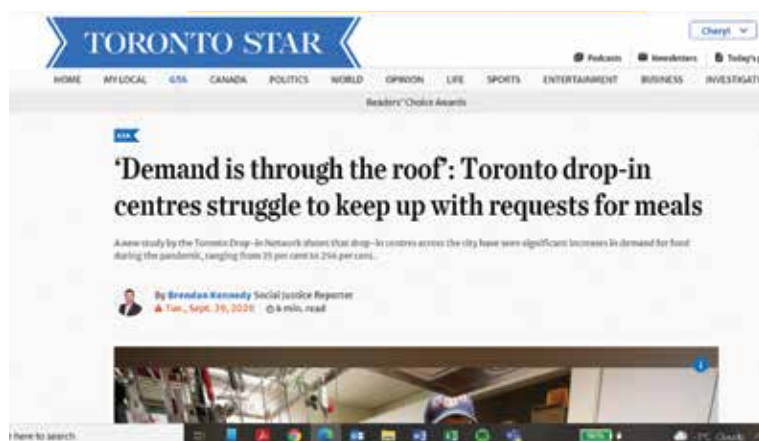 TORONTO STAR
Cheryl
Podcasts Newsletters Today's
HOME MY LOCAL GTA CANADA POLITICS WORLD OPINION LIFE SPORTS ENTERTAINMENT BUSINESS INVESTIGATI
Readers' Choice Awards
GTA
‘Demand is through the roof’: Toronto drop-in
centres struggle to keep up with requests for meals
A new study by the Toronto Drop-in Network shows that drop-in centres across the city have seen significant increases in demand for food
during the pandemic, ranging from 35 per cent to per cent.
By Brendan Kennedy Social Justice Reporter
Tue., Sept. 29, 2020 min. read
here to search
Cloudy